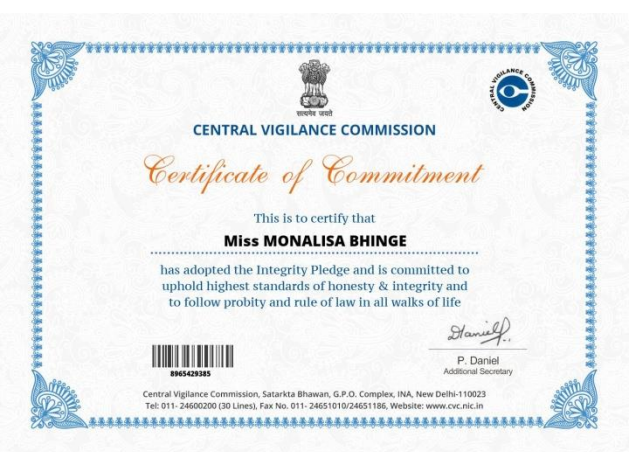 सत्यमेव जयते
CENTRAL VIGILANCE COMMISSION
CENTRAL VIGILANCE COMMISSION
Certificate of Commitment
This is to certify that
Miss MONALISA BHINGE
has adopted the Integrity Pledge and is committed to
uphold highest standards of honesty & integrity and
to follow probity and rule of law in all walks of life
Daniel
P. Daniel
Additional Secretary
8965429385
Central Vigilance Commission, Satarkta Bhawan, G.P.O. Complex, INA, New Delhi-110023
Tel: 011- 24600200 (30 Lines), Fax No. 011- 24651010/24651186, Website: www.cvc.nic.in